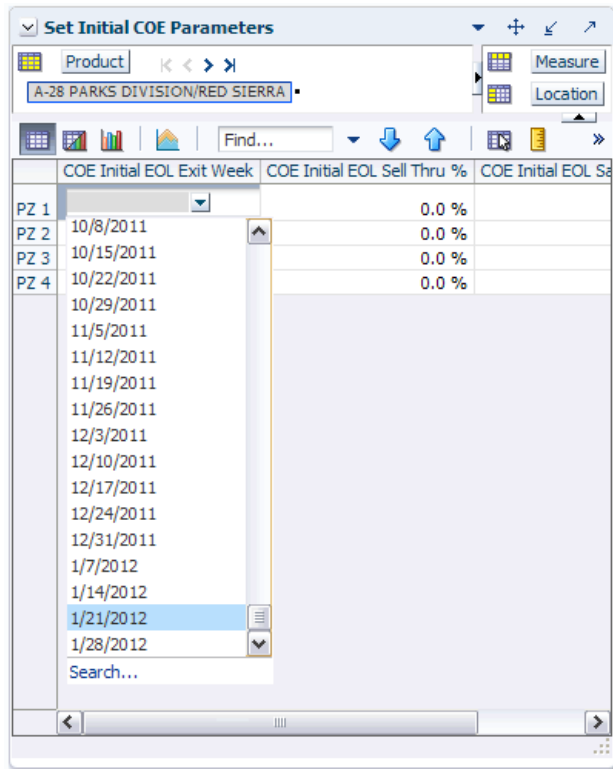 Set Initial COE Parameters
Product
Measure
A-28 PARKS DIVISION/RED SIERRA
Location
Find...
COE Initial EOL Exit Week COE Initial EOL Sell Thru % COE Initial EOL Sa
PZ 1 0.0 %
PZ 2 0.0 %
PZ 3 0.0 %
PZ 4 0.0 %
10/8/2011
10/15/2011
10/22/2011
10/29/2011
11/5/2011
11/12/2011
11/19/2011
11/26/2011
12/3/2011
12/10/2011
12/17/2011
12/24/2011
12/31/2011
1/7/2012
1/14/2012
1/21/2012
1/28/2012
Search...